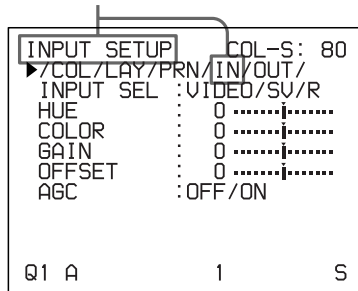 INPUT SETUP COL-S: 80
▶/COL/LAY/PRN/IN/OUT/
INPUT SEL :VIDEO/SV/R
HUE : 0
COLOR : 0
GAIN : 0
OFFSET : 0
AGC :OFF/ON
Q1 A 1 S